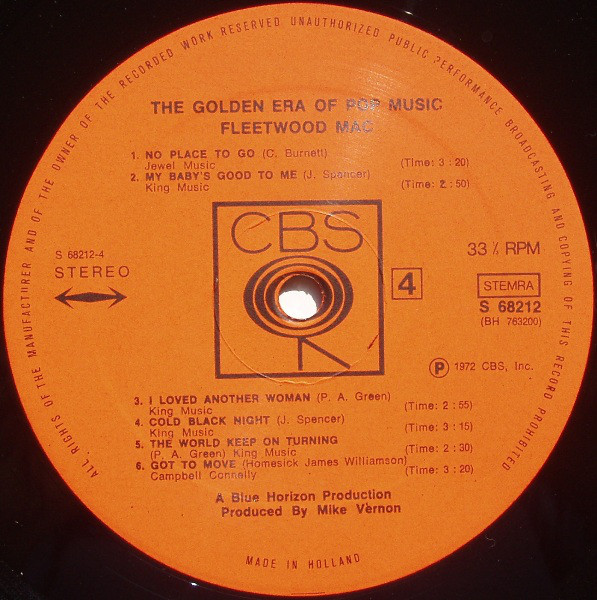 ALL RIGHTS OF THE MANUFACTURER AND OF THE OWNER OF THE RECORDED WORK RESERVED UNAUTHORIZED PUBLIC PERFORMANCE BROADCASTING AND COPYING OF THIS RECORD PROHIBITED
THE GOLDEN ERA OF POP MUSIC
FLEETWOOD MAC
1. NO PLACE TO GO (C. Burnett) (Time: 3 : 20)
Jewel Music
2. MY BABY'S GOOD TO ME (J. Spencer) (Time: 2 : 50)
King Music
CBS
S 68212-4
STEREO
33⅓ RPM
4
STEMRA
S 68212
(BH 763200)
Ⓟ 1972 CBS, Inc.
3. I LOVED ANOTHER WOMAN (P. A. Green) (Time: 2 : 55)
King Music
4. COLD BLACK NIGHT (J. Spencer) (Time: 3 : 15)
King Music
5. THE WORLD KEEP ON TURNING (Time: 2 : 30)
(P. A. Green) King Music
6. GOT TO MOVE (Homesick James Williamson) (Time: 3 : 20)
Campbell Connelly
A Blue Horizon Production
Produced By Mike Vernon
MADE IN HOLLAND